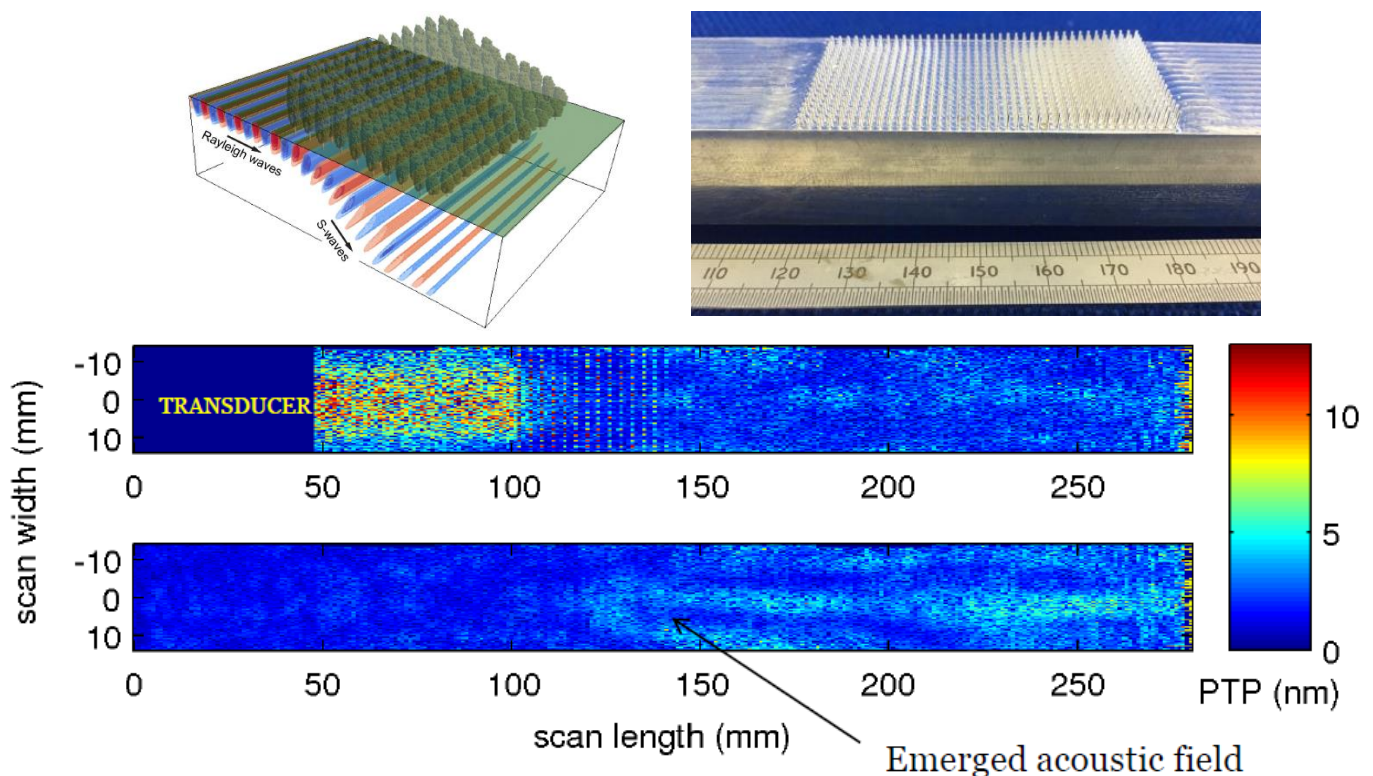 Rayleigh waves
S-waves
110 120 130 140 150 160 170 180 190
scan width (mm)
-10
0
10
TRANSDUCER
0 50 100 150 200 250
-10
0
10
0 50 100 150 200 250
scan length (mm)
10
5
0
PTP (nm)
Emerged acoustic field